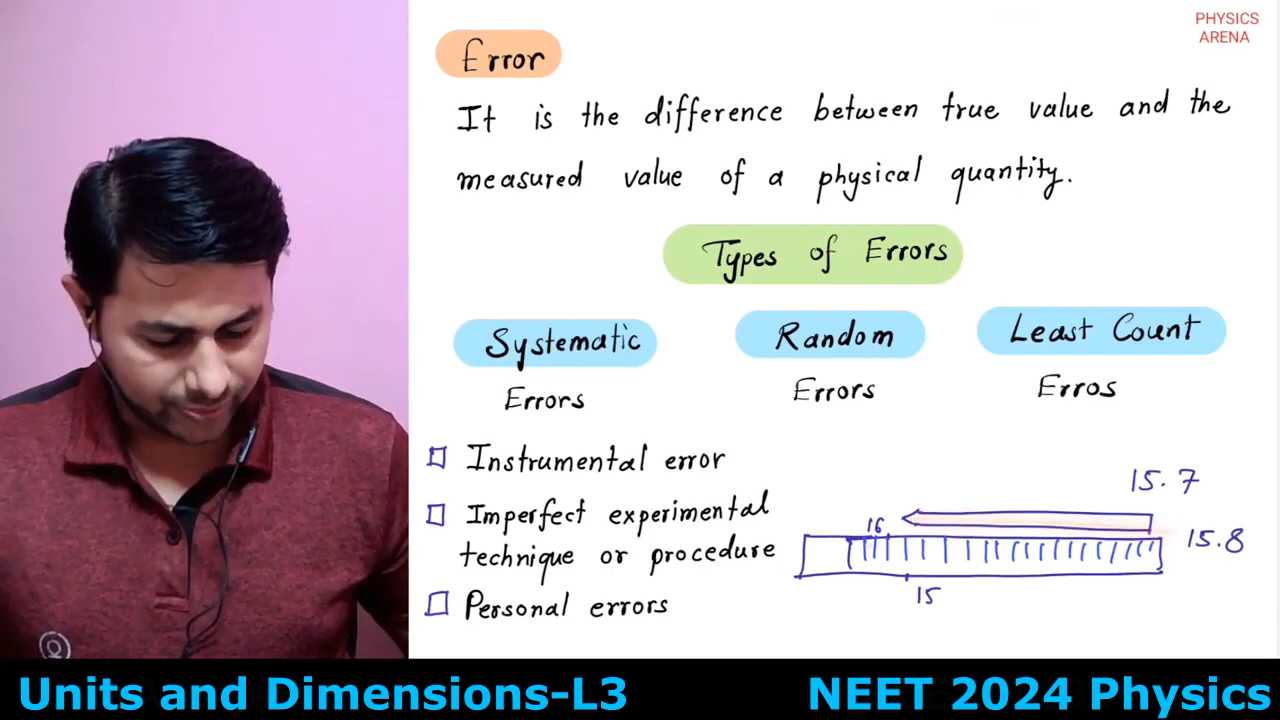 PHYSICS
ARENA
Error
It is the difference between true value and the
measured value of a physical quantity.
Types of Errors
Systematic Random Least Count
Errors Errors Erros
Instrumental error
15.7
Imperfect experimental
16
technique or procedure
15.8
15
Personal errors
Units and Dimensions-L3 NEET 2024 Physics